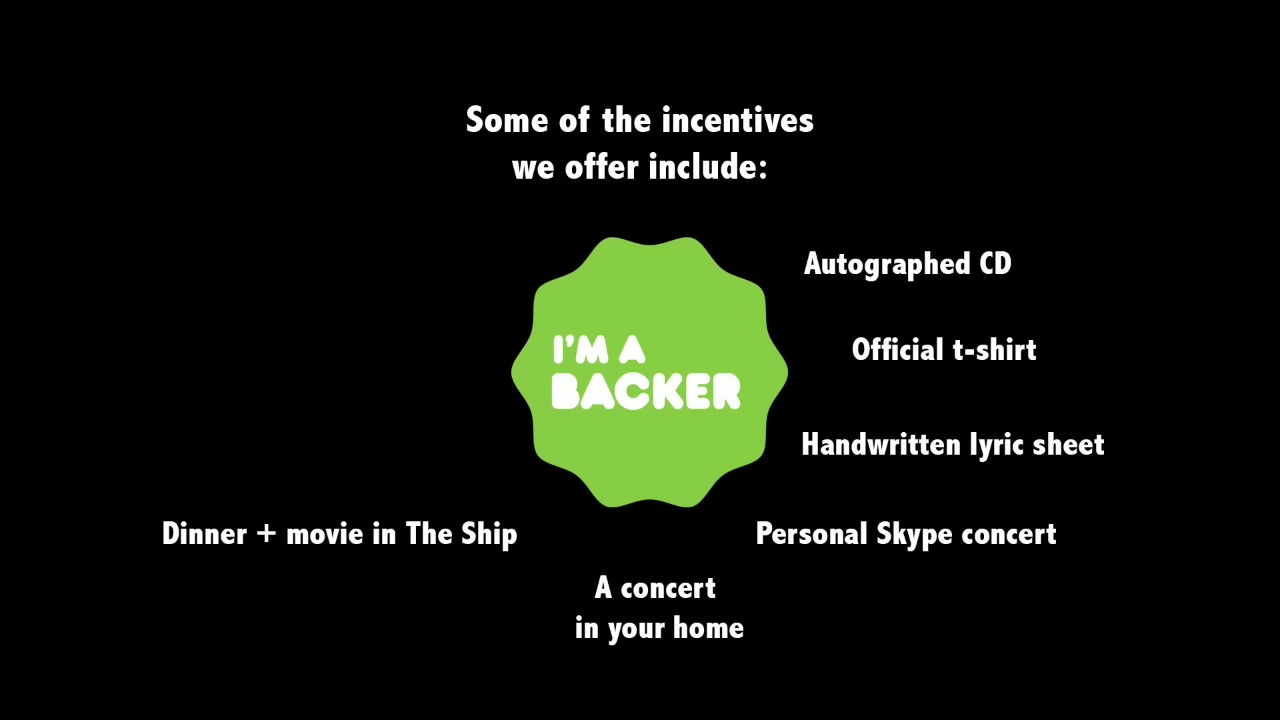 Some of the incentives
we offer include:
Autographed CD
I'M A
BACKER
Official t-shirt
Handwritten lyric sheet
Personal Skype concert
A concert
in your home
Dinner + movie in The Ship